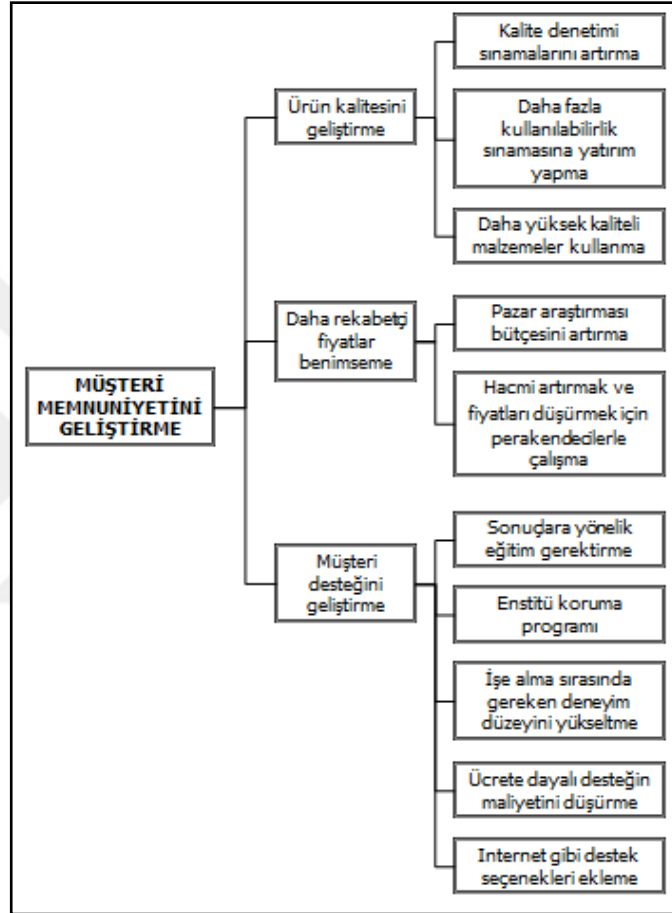 MÜŞTERİ
MEMNUNİYETİNİ
GELİŞTİRME
Ürün kalitesini
geliştirme
Kalite denetimi
sınamalarını artırma
Daha fazla
kullanılabilirlik
sınamasına yatırım
yapma
Daha yüksek kaliteli
malzemeler kullanma
Daha rekabetçi
fiyatlar
benimseme
Pazar araştırması
bütçesini artırma
Hacmi artırmak ve
fiyatları düşürmek için
perakendecilerle
çalışma
Müşteri
desteğini
geliştirme
Sonuçlara yönelik
eğitim gerektirme
Enstitü koruma
programı
İşe alma sırasında
gereken deneyim
düzeyini yükseltme
Ücrete dayalı desteğin
maliyetini düşürme
Internet gibi destek
seçenekleri ekleme